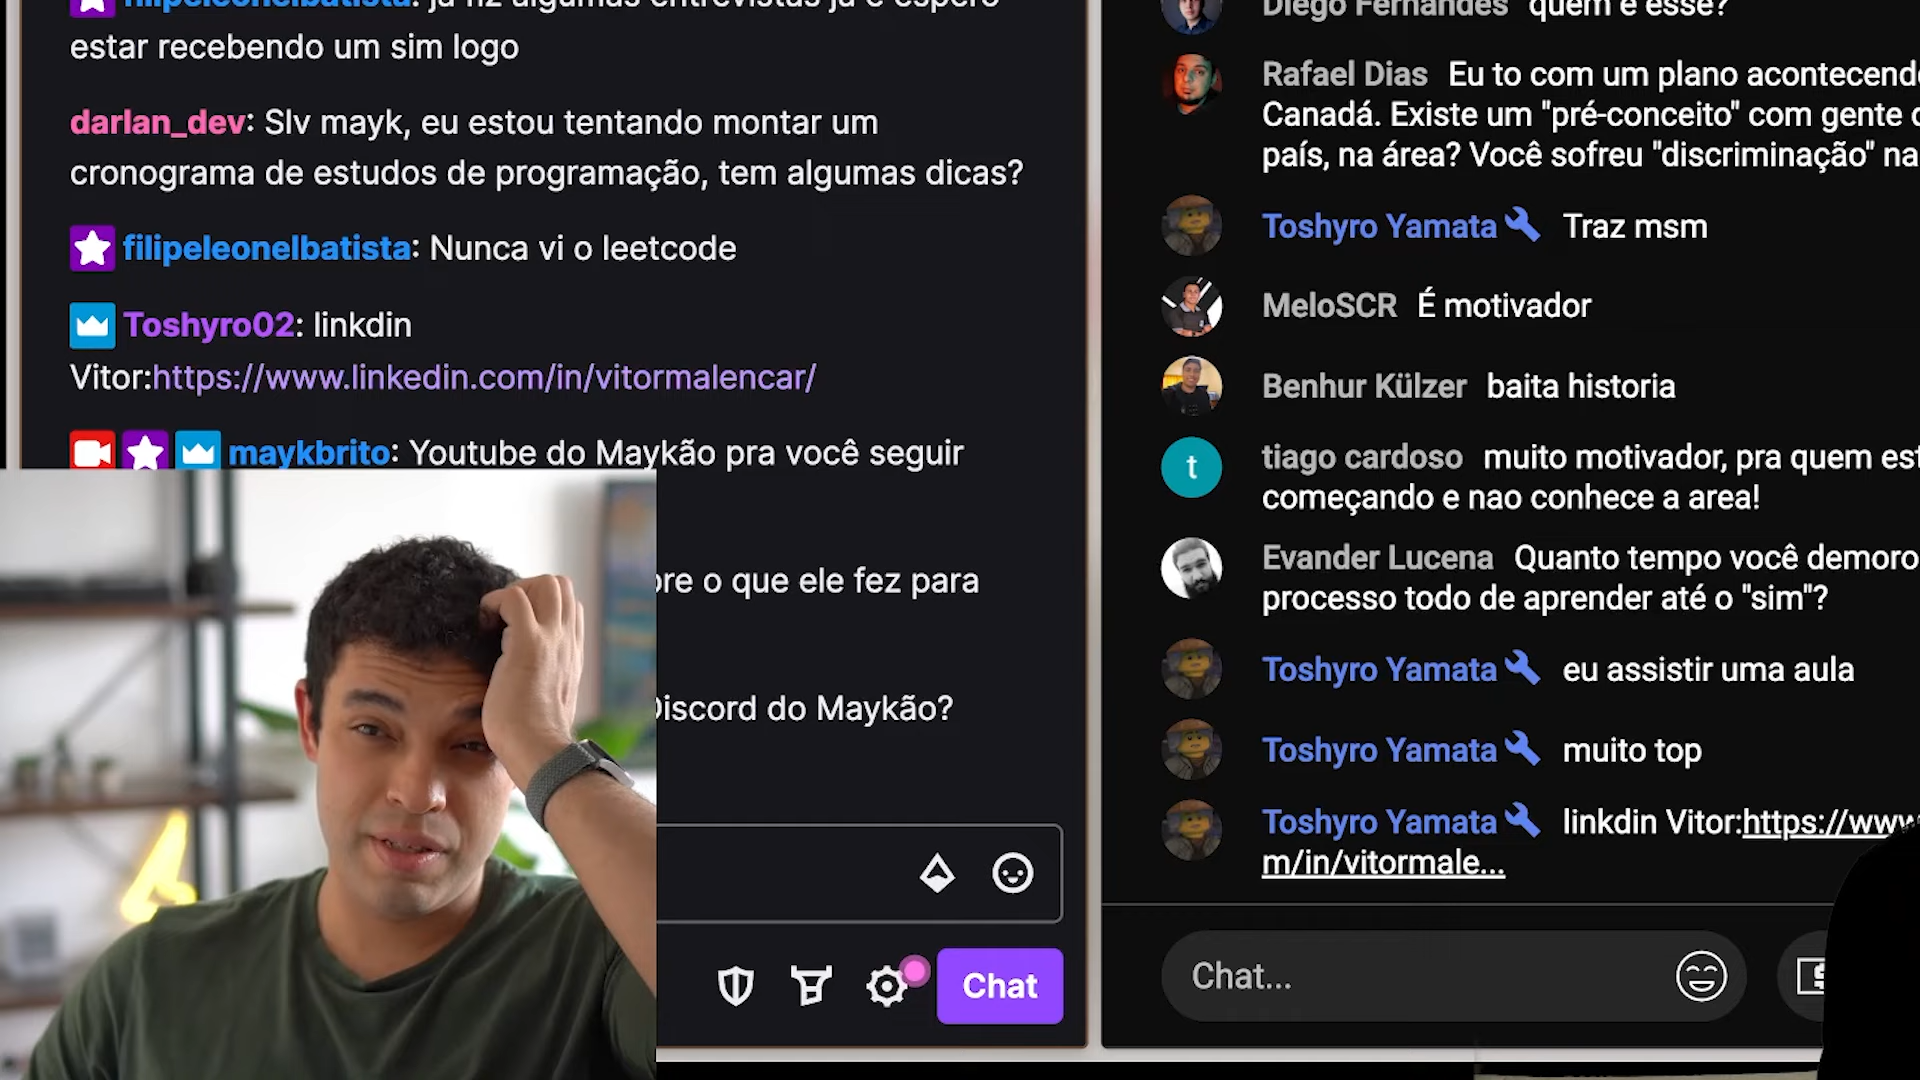 filipeleonelbatista: já fiz algumas entrevistas já e espero
estar recebendo um sim logo
darlan_dev: Slv mayk, eu estou tentando montar um
cronograma de estudos de programação, tem algumas dicas?
filipeleonelbatista: Nunca vi o leetcode
Toshyro02: linkdin
Vitor:https://www.linkedin.com/in/vitormalencar/
maykbrito: Youtube do Maykão pra você seguir
re o que ele fez para
Discord do Maykão?
Chat
Diego Fernandes quem é esse?
Rafael Dias Eu to com um plano acontecend
Canadá. Existe um "pré-conceito" com gente
país, na área? Você sofreu "discriminação" na
Toshyro Yamata Traz msm
MeloSCR É motivador
Benhur Külzer baita historia
t
tiago cardoso muito motivador, pra quem est
começando e nao conhece a area!
Evander Lucena Quanto tempo você demoro
processo todo de aprender até o "sim"?
Toshyro Yamata eu assistir uma aula
Toshyro Yamata muito top
Toshyro Yamata linkdin Vitor:https://www
m/in/vitormale...
Chat...